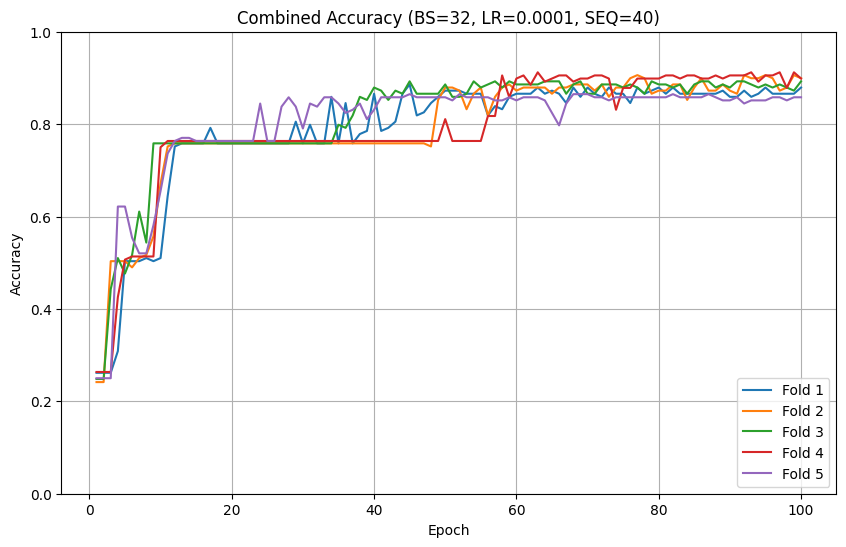 Combined Accuracy (BS=32, LR=0.0001, SEQ=40)
1.0
0.8
0.6
0.4
0.2
0.0
Accuracy
0
20
40
60
80
100
Epoch
Fold 1
Fold 2
Fold 3
Fold 4
Fold 5